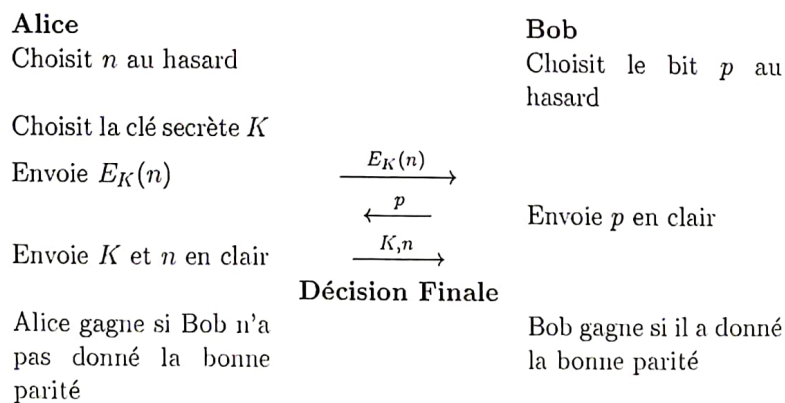 Alice
Bob
Choisit n au hasard
Choisit le bit p au
hasard
Choisit la clé secrète K
Envoie E_K(n)
E_K(n)
p
Envoie p en clair
Envoie K et n en clair
K,n
Décision Finale
Alice gagne si Bob n'a
pas donné la bonne
parité
Bob gagne si il a donné
la bonne parité